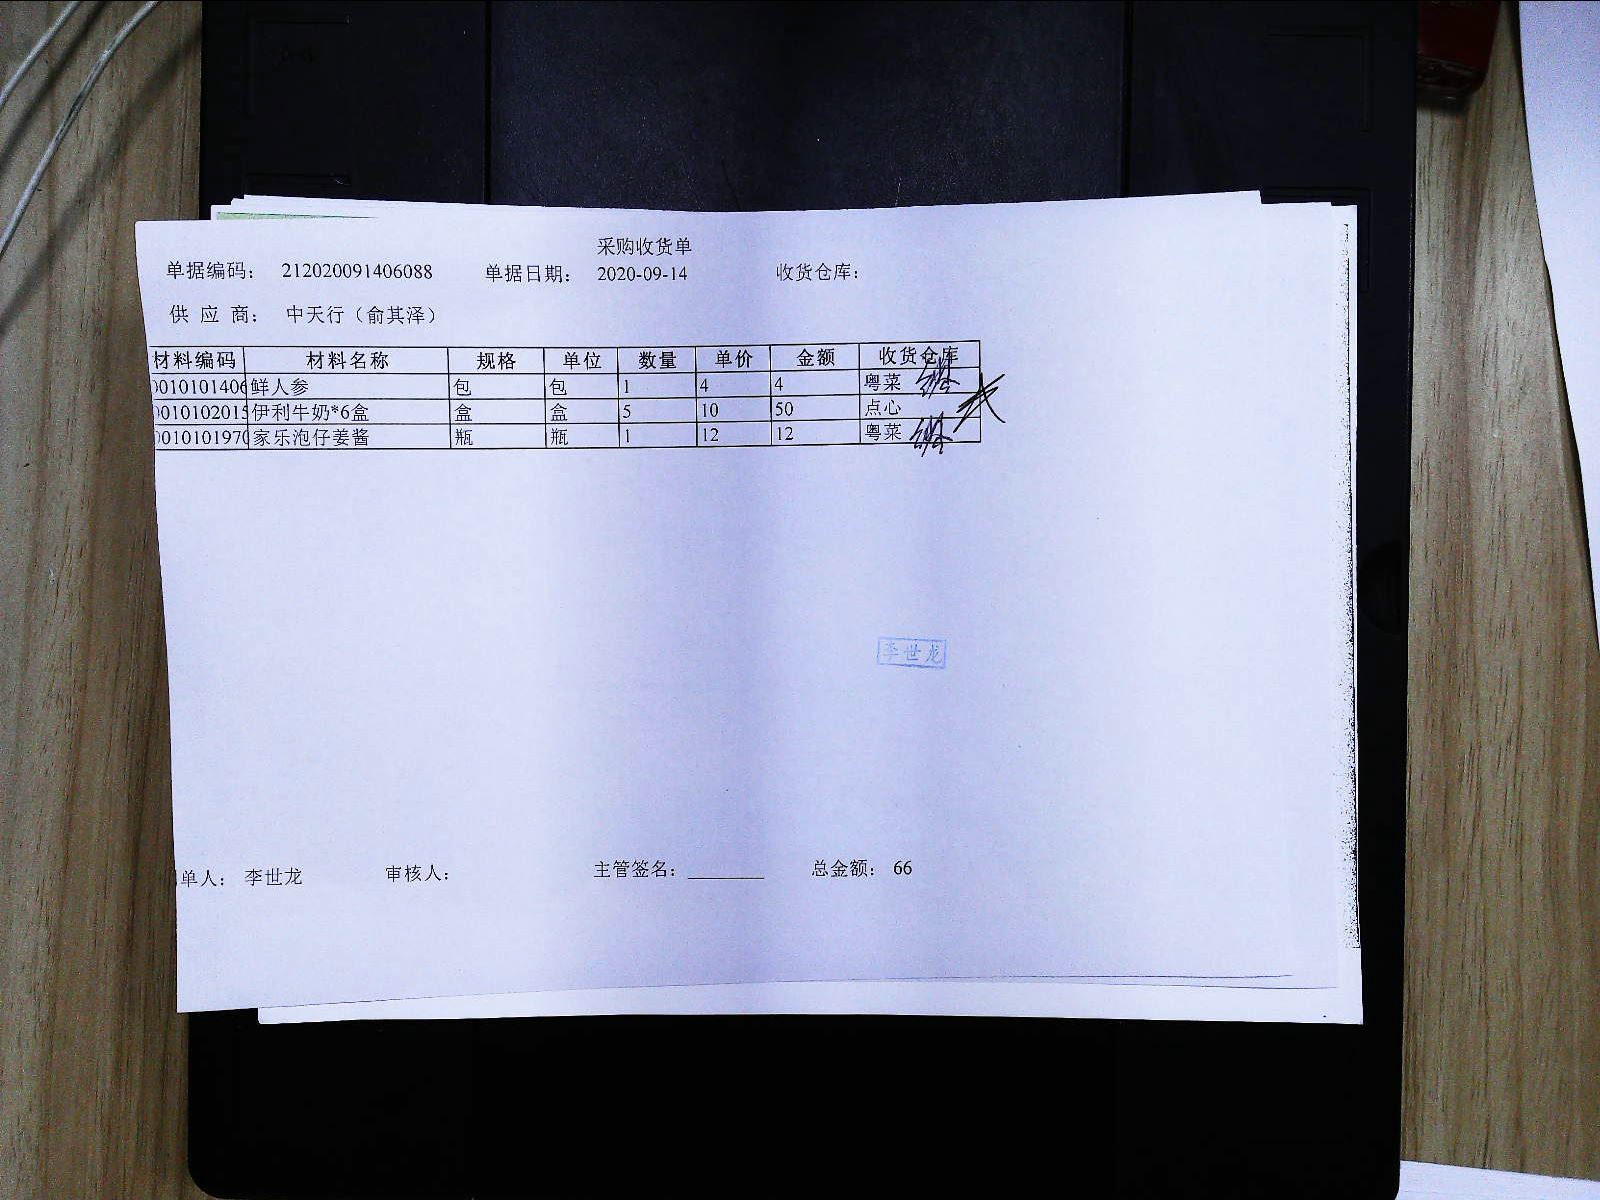 采购收货单
单据编码： 212020091406088 单据日期： 2020-09-14 收货仓库：
供 应 商： 中天行（俞其泽）
材料编码 材料名称 规格 单位 数量 单价 金额 收货仓库
0010101406 鲜人参 包 包 1 4 4 粤菜
0010102015 伊利牛奶*6盒 盒 盒 5 10 50 点心
0010101970 家乐泡仔姜酱 瓶 瓶 1 12 12 粤菜
李世龙
单人： 李世龙 审核人： 主管签名： 总金额： 66